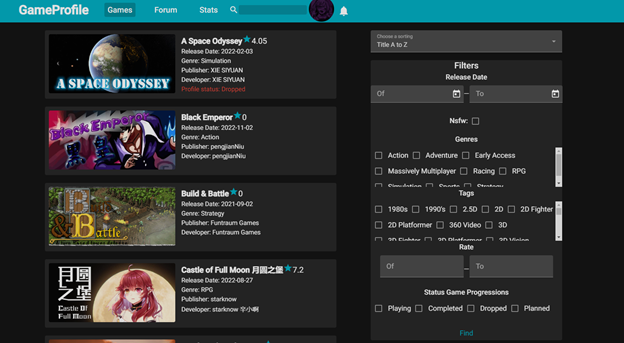 GameProfile
Games
Forum
Stats
A SPACE ODYSSEY
A Space Odyssey 4.05
Release Date: 2022-02-03
Genre: Simulation
Publisher: XIE SIYUAN
Developer: XIE SIYUAN
Profile status: Dropped
Black Emperor
Black Emperor 0
Release Date: 2022-11-02
Genre: Action
Publisher: pengjianNiu
Developer: pengjianNiu
B
& Battle
Build & Battle 0
Release Date: 2021-09-02
Genre: Strategy
Publisher: Funtraum Games
Developer: Funtraum Games
月圆
之堡
Castle Of
Full Moon
Castle of Full Moon 月圆之堡 7.2
Release Date: 2022-08-27
Genre: RPG
Publisher: starknow
Developer: starknow 宇小啊
Choose a sorting
Title A to Z
Filters
Release Date
Of
–
To
Nsfw:
Genres
Action Adventure Early Access
Massively Multiplayer Racing RPG
Simulation Sports Strategy
Tags
1980s 1990's 2.5D 2D 2D Fighter
2D Platformer 360 Video 3D
3D Fighter 3D Platformer 3D Vision
Rate
Of
–
To
Status Game Progressions
Playing Completed Dropped Planned
Find